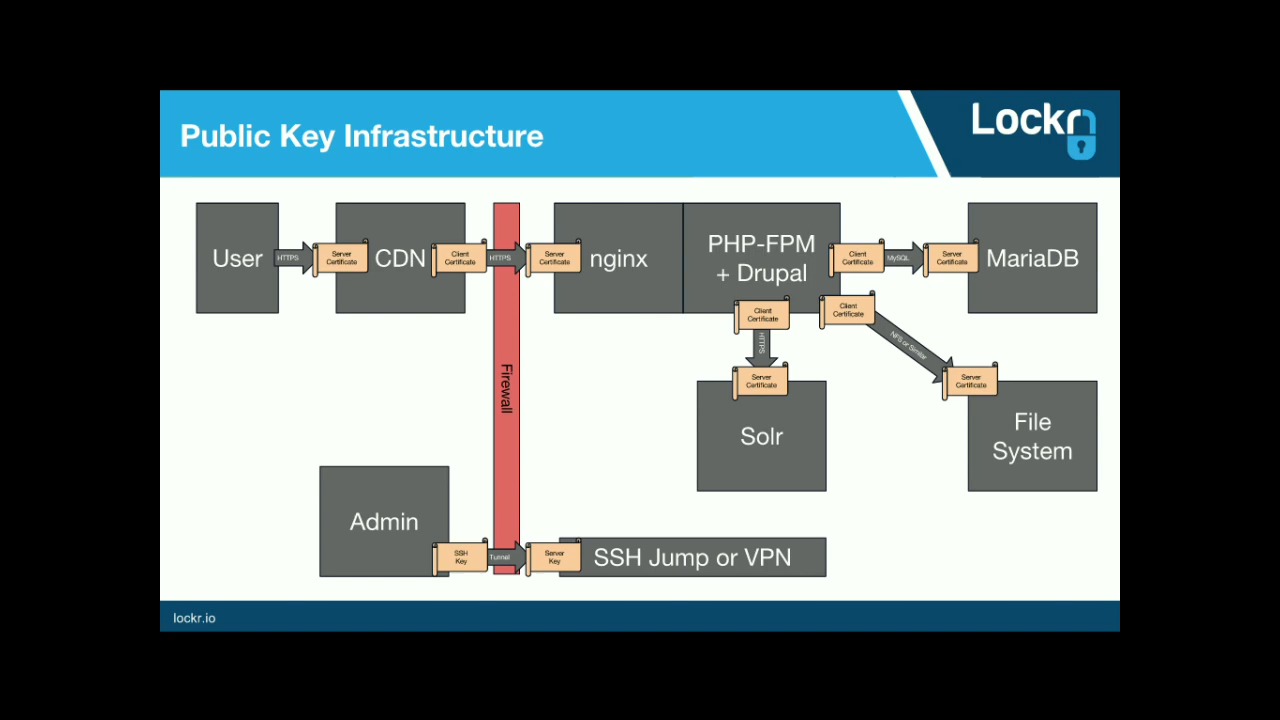 Public Key Infrastructure
Lockr
User
HTTPS
Server
Certificate
CDN
Client
Certificate
HTTPS
Server
Certificate
nginx
PHP-FPM
+ Drupal
Client
Certificate
MySQL
Server
Certificate
MariaDB
Client
Certificate
HTTPS
Server
Certificate
Solr
Client
Certificate
NFS or Similar
Server
Certificate
File
System
Firewall
Admin
SSH
Key
Tunnel
Server
Key
SSH Jump or VPN
lockr.io